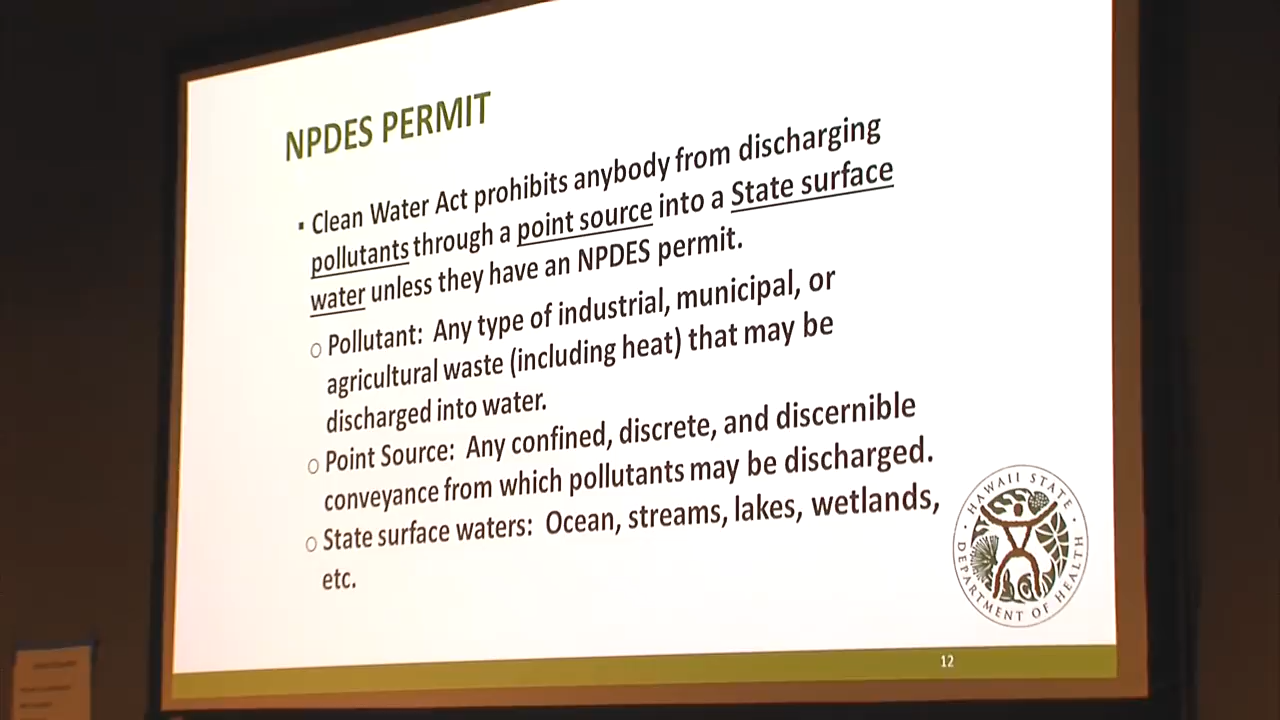 NPDES PERMIT
▪ Clean Water Act prohibits anybody from discharging
pollutants through a point source into a State surface
water unless they have an NPDES permit.
o Pollutant: Any type of industrial, municipal, or
agricultural waste (including heat) that may be
discharged into water.
o Point Source: Any confined, discrete, and discernible
conveyance from which pollutants may be discharged.
o State surface waters: Ocean, streams, lakes, wetlands,
etc.
HAWAII STATE
DEPARTMENT OF HEALTH
12